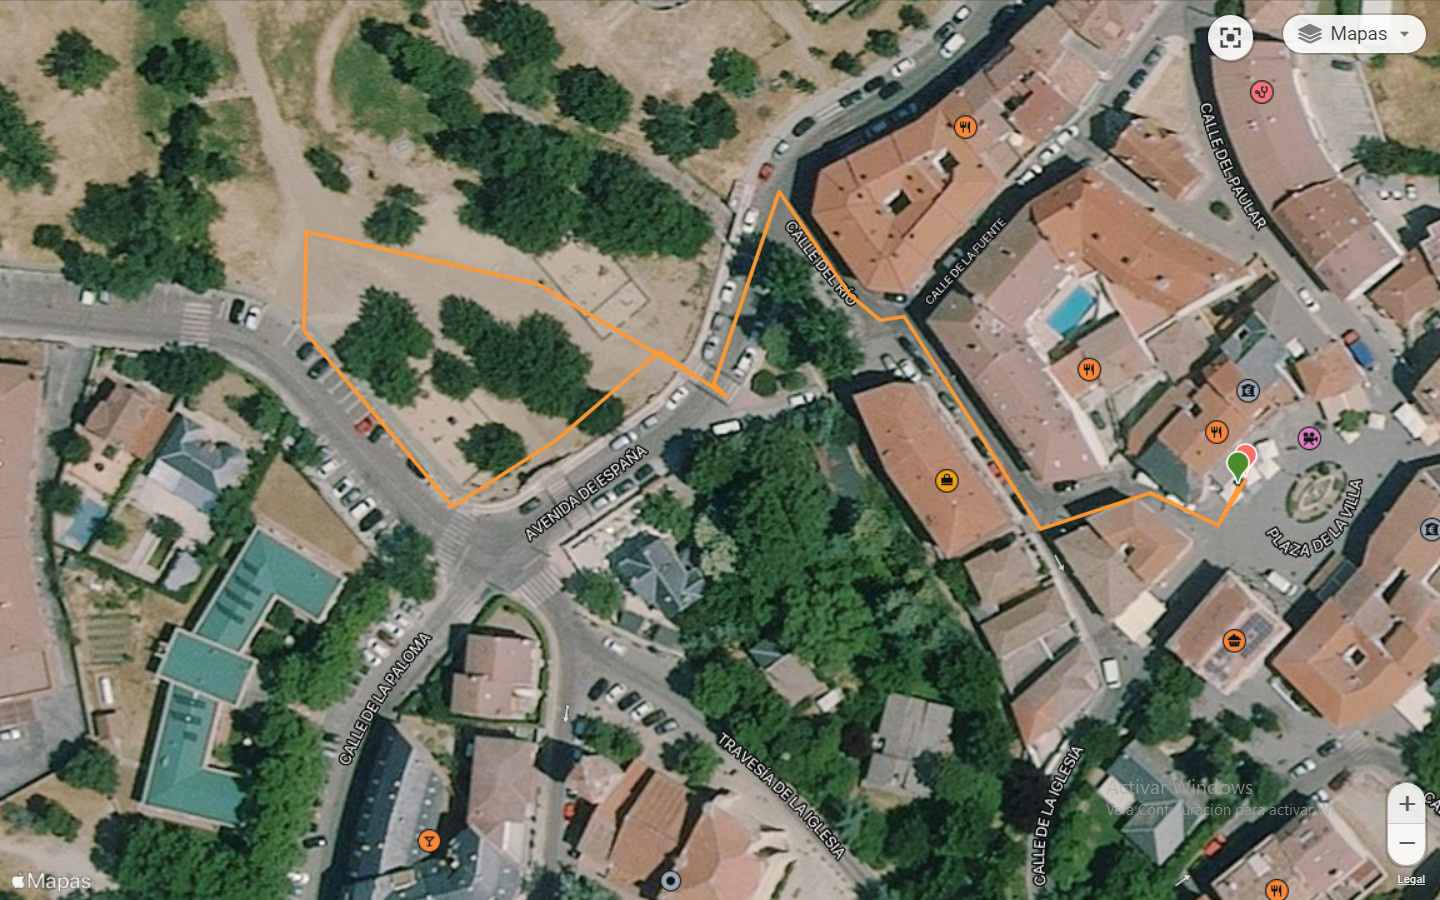 Mapas
CALLE DEL PAULAR
CALLE DEL RÍO
CALLE DE LA FUENTE
AVENIDA DE ESPAÑA
PLAZA DE LA VILLA
CALLE DE LA PALOMA
TRAVESÍA DE LA IGLESIA
CALLE DE LA IGLESIA
Activar Windows
Ve a Configuración para activar
CA
Mapas
Legal